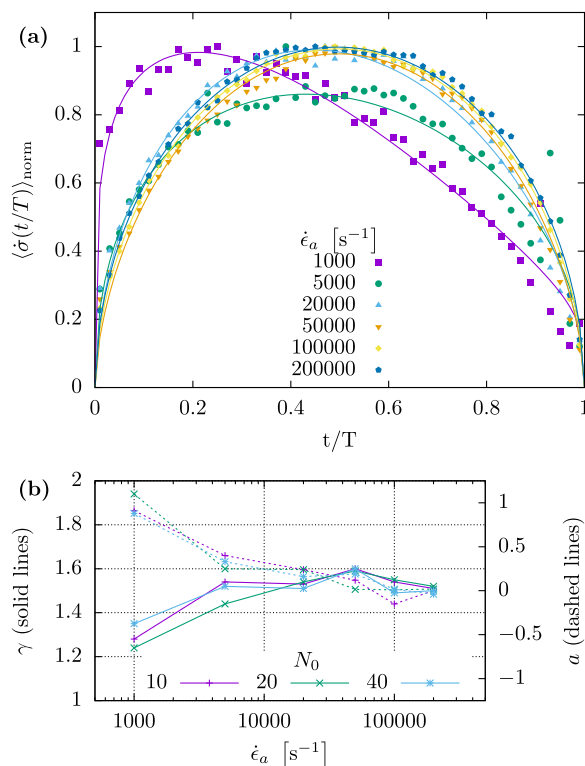 (a)
1
0.8
0.6
0.4
0.2
0
⟨σ̇(t/T)⟩norm
ε̇a [s⁻¹]
1000
5000
20000
50000
100000
200000
0 0.2 0.4 0.6 0.8 1
t/T
(b)
2
1.8
1.6
1.4
1.2
1
γ (solid lines)
1
0.5
0
−0.5
−1
a (dashed lines)
N0
10 20 40
1000 10000 100000
ε̇a [s⁻¹]